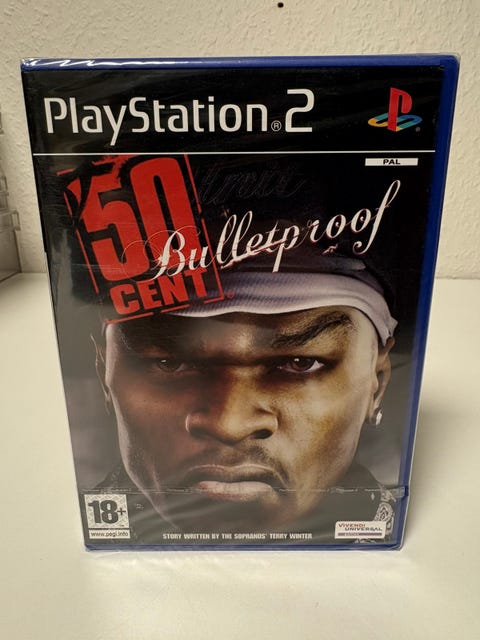 PlayStation®2
PAL
50
CENT
Bulletproof
18+
www.pegi.info
STORY WRITTEN BY THE SOPRANOS' TERRY WINTER
VIVENDI
UNIVERSAL